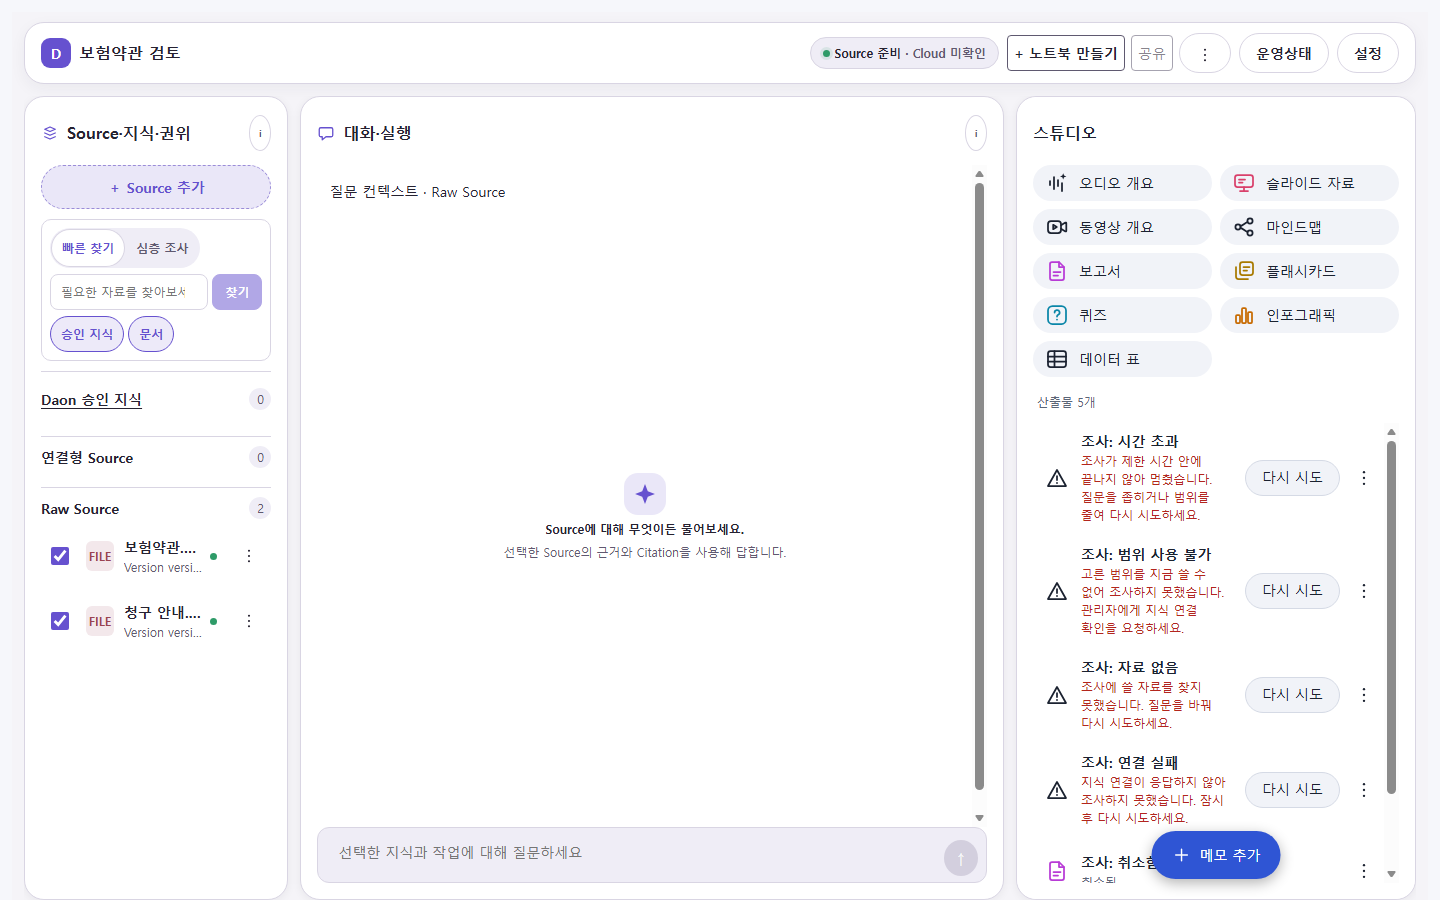 D 보험약관 검토
Source 준비 · Cloud 미확인
+ 노트북 만들기
공유
⋮
운영상태
설정
Source·지식·권위
i
+ Source 추가
빠른 찾기
심층 조사
필요한 자료를 찾아보
찾기
승인 지식
문서
Daon 승인 지식 0
연결형 Source 0
Raw Source 2
FILE
보험약관....
Version versi...
⋮
FILE
청구 안내....
Version versi...
⋮
대화·실행
i
질문 컨텍스트 · Raw Source
Source에 대해 무엇이든 물어보세요.
선택한 Source의 근거와 Citation을 사용해 답합니다.
선택한 지식과 작업에 대해 질문하세요
↑
스튜디오
오디오 개요
슬라이드 자료
동영상 개요
마인드맵
보고서
플래시카드
퀴즈
인포그래픽
데이터 표
산출물 5개
조사: 시간 초과
조사가 제한 시간 안에
끝나지 않아 멈췄습니다.
질문을 좁히거나 범위를
줄여 다시 시도하세요.
다시 시도
⋮
조사: 범위 사용 불가
고른 범위를 지금 쓸 수
없어 조사하지 못했습니다.
관리자에게 지식 연결
확인을 요청하세요.
다시 시도
⋮
조사: 자료 없음
조사에 쓸 자료를 찾지
못했습니다. 질문을 바꿔
다시 시도하세요.
다시 시도
⋮
조사: 연결 실패
지식 연결이 응답하지 않아
조사하지 못했습니다. 잠시
후 다시 시도하세요.
다시 시도
⋮
조사: 취소
⋮
+ 메모 추가